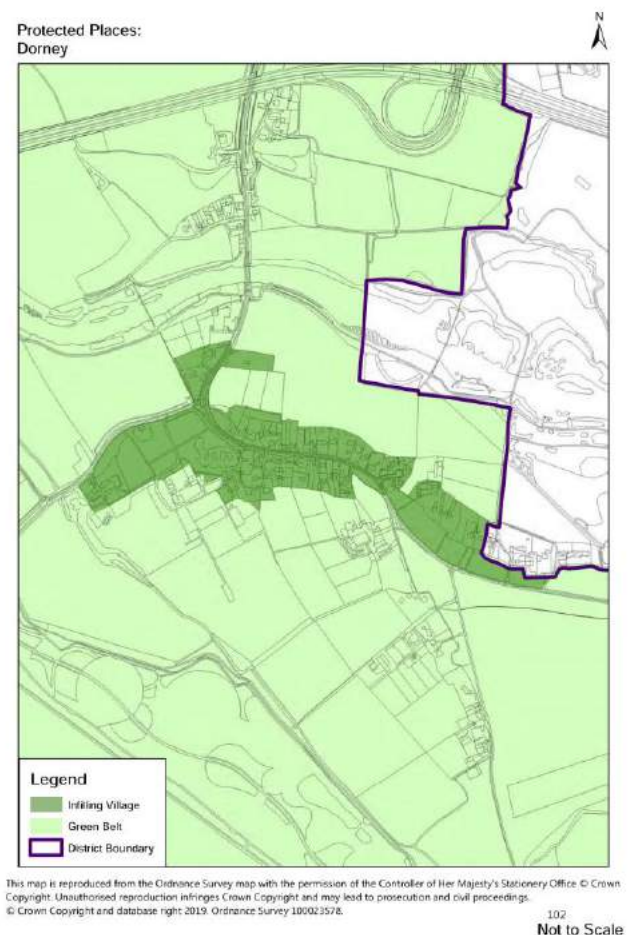 Protected Places:
Dorney
N
Legend
Infilling Village
Green Belt
District Boundary
This map is reproduced from the Ordnance Survey map with the permission of the Controller of Her Majesty's Stationery Office © Crown
Copyright. Unauthorised reproduction infringes Crown Copyright and may lead to prosecution and civil proceedings.
© Crown Copyright and database right 2019. Ordnance Survey 100023578.
102
Not to Scale